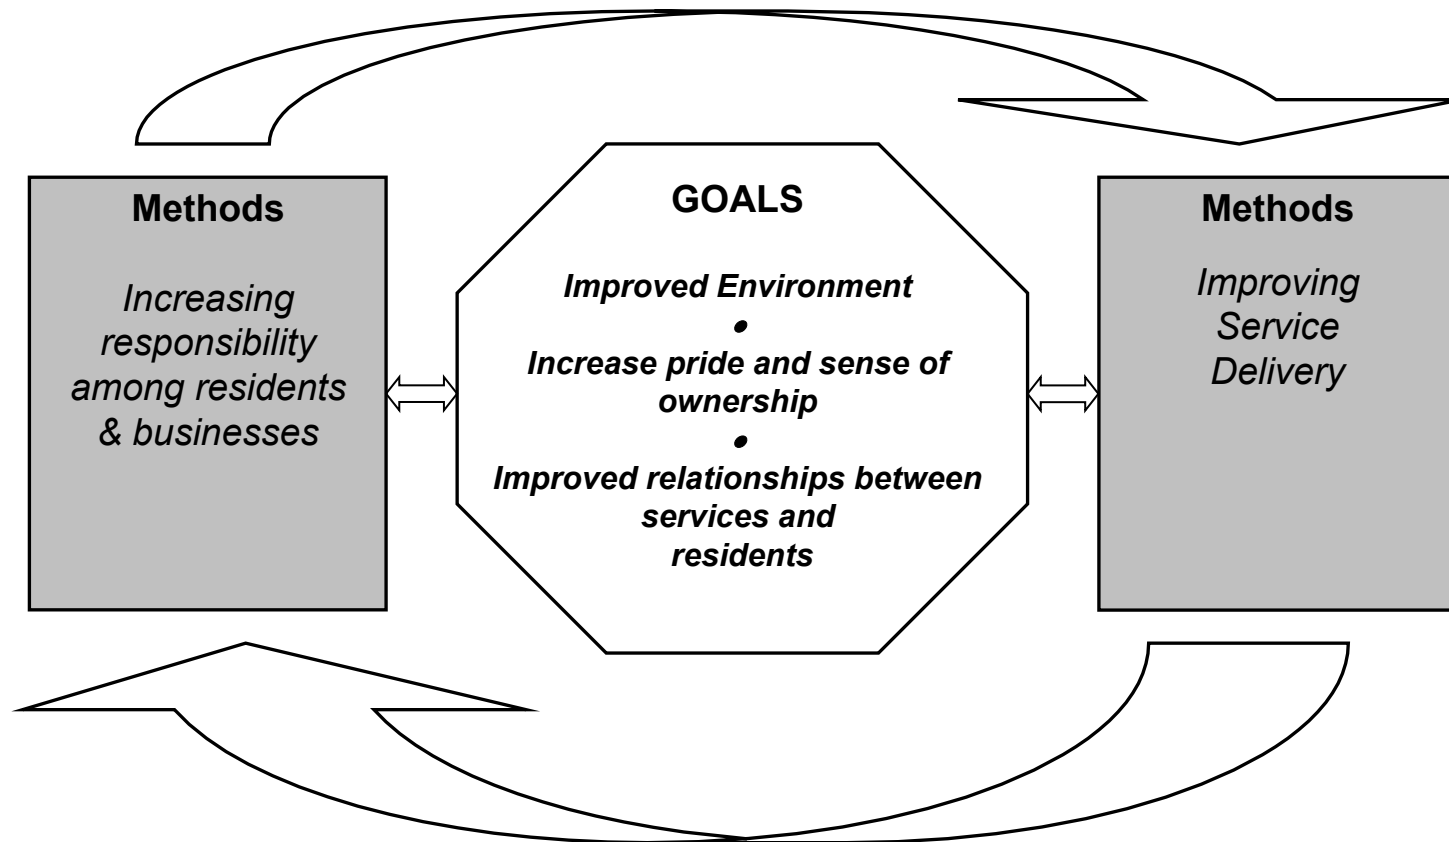 Methods
Increasing
responsibility
among residents
& businesses
GOALS
Improved Environment
•
Increase pride and sense of
ownership
•
Improved relationships between
services and
residents
Methods
Improving
Service
Delivery